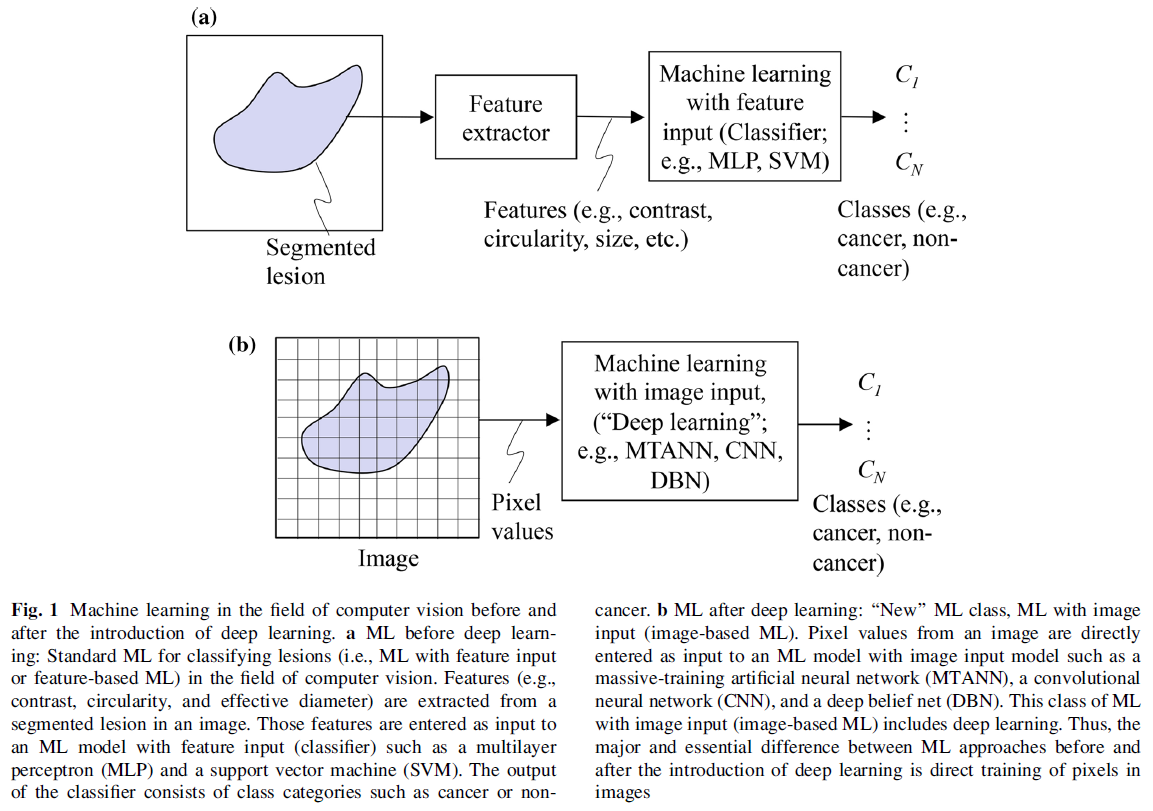 (a)
Feature
extractor
Machine learning
with feature
input (Classifier;
e.g., MLP, SVM)
C1
⋮
CN
Features (e.g., contrast,
circularity, size, etc.)
Classes (e.g.,
cancer, non-
cancer)
Segmented
lesion
(b)
Machine learning
with image input,
(“Deep learning”;
e.g., MTANN, CNN,
DBN)
C1
⋮
CN
Pixel
values
Classes (e.g.,
cancer, non-
cancer)
Image
Fig. 1 Machine learning in the field of computer vision before and
after the introduction of deep learning. a ML before deep learn-
ing: Standard ML for classifying lesions (i.e., ML with feature input
or feature-based ML) in the field of computer vision. Features (e.g.,
contrast, circularity, and effective diameter) are extracted from a
segmented lesion in an image. Those features are entered as input to
an ML model with feature input (classifier) such as a multilayer
perceptron (MLP) and a support vector machine (SVM). The output
of the classifier consists of class categories such as cancer or non-
cancer. b ML after deep learning: “New” ML class, ML with image
input (image-based ML). Pixel values from an image are directly
entered as input to an ML model with image input model such as a
massive-training artificial neural network (MTANN), a convolutional
neural network (CNN), and a deep belief net (DBN). This class of ML
with image input (image-based ML) includes deep learning. Thus, the
major and essential difference between ML approaches before and
after the introduction of deep learning is direct training of pixels in
images